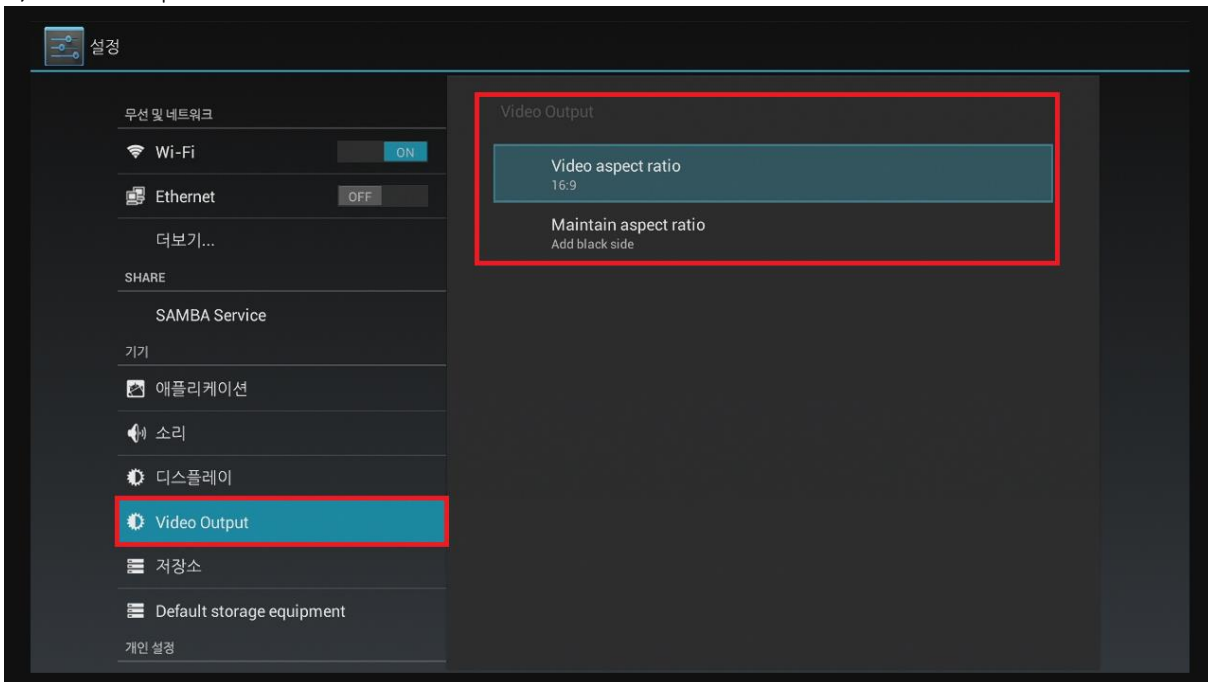 설정
무선 및 네트워크
Wi-Fi ON
Ethernet OFF
더보기...
SHARE
SAMBA Service
기기
애플리케이션
소리
디스플레이
Video Output
저장소
Default storage equipment
개인 설정
Video Output
Video aspect ratio
16:9
Maintain aspect ratio
Add black side